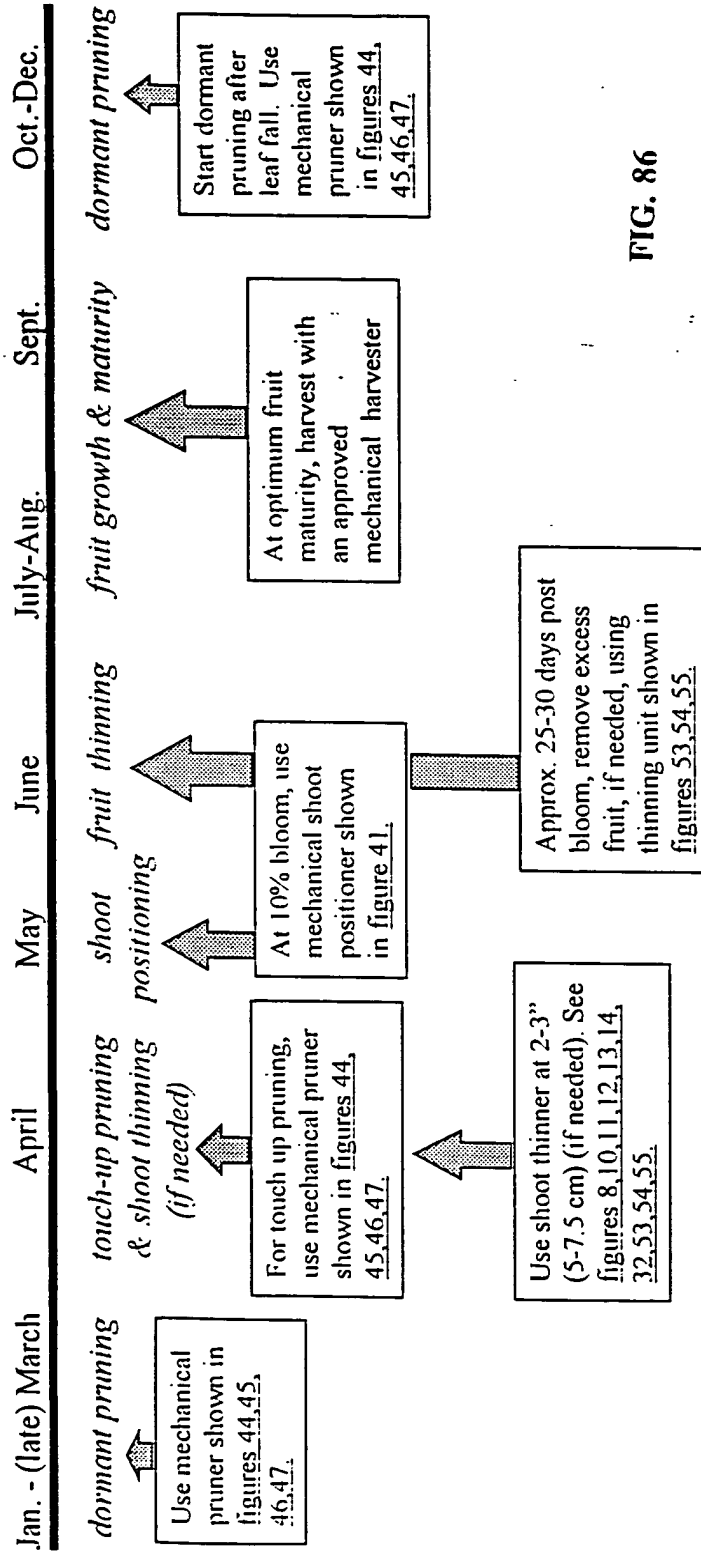 Jan. - (late) March April May June July-Aug. Sept. Oct.-Dec.
dormant pruning
touch-up pruning
& shoot thinning
(if needed)
shoot
positioning
fruit thinning
fruit growth & maturity
dormant pruning
Use mechanical
pruner shown in
figures 44,45,
46,47.
For touch up pruning,
use mechanical pruner
shown in figures 44,
45,46,47.
Use shoot thinner at 2-3"
(5-7.5 cm) (if needed). See
figures 8,10,11,12,13,14,
32,53,54,55.
At 10% bloom, use
mechanical shoot
positioner shown
in figure 41.
Approx. 25-30 days post
bloom, remove excess
fruit, if needed, using
thinning unit shown in
figures 53,54,55.
At optimum fruit
maturity, harvest with
an approved
mechanical harvester
Start dormant
pruning after
leaf fall. Use
mechanical
pruner shown
in figures 44,
45,46,47.
FIG. 86